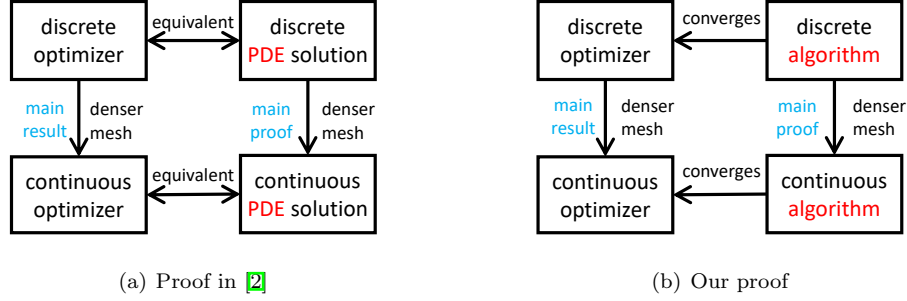 discrete
optimizer
equivalent
discrete
PDE solution
main
result
denser
mesh
main
proof
denser
mesh
continuous
optimizer
equivalent
continuous
PDE solution
(a) Proof in [2]
discrete
optimizer
converges
discrete
algorithm
main
result
denser
mesh
main
proof
denser
mesh
continuous
optimizer
converges
continuous
algorithm
(b) Our proof